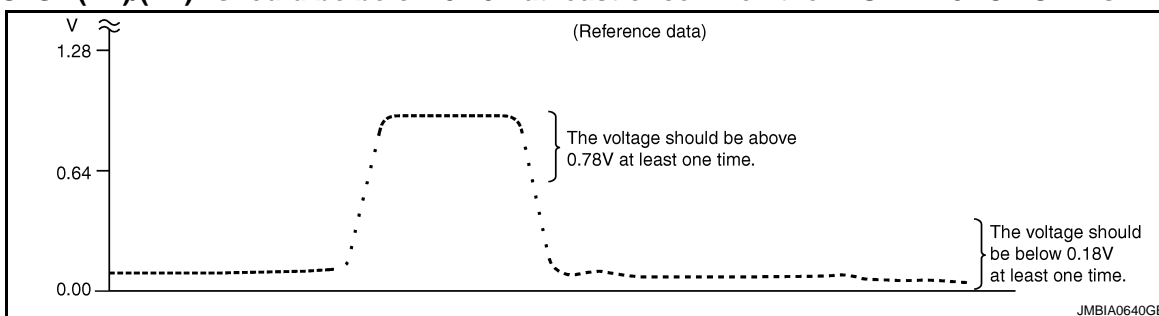 V
(Reference data)
1.28
The voltage should be above
0.78V at least one time.
0.64
The voltage should
be below 0.18V
at least one time.
0.00